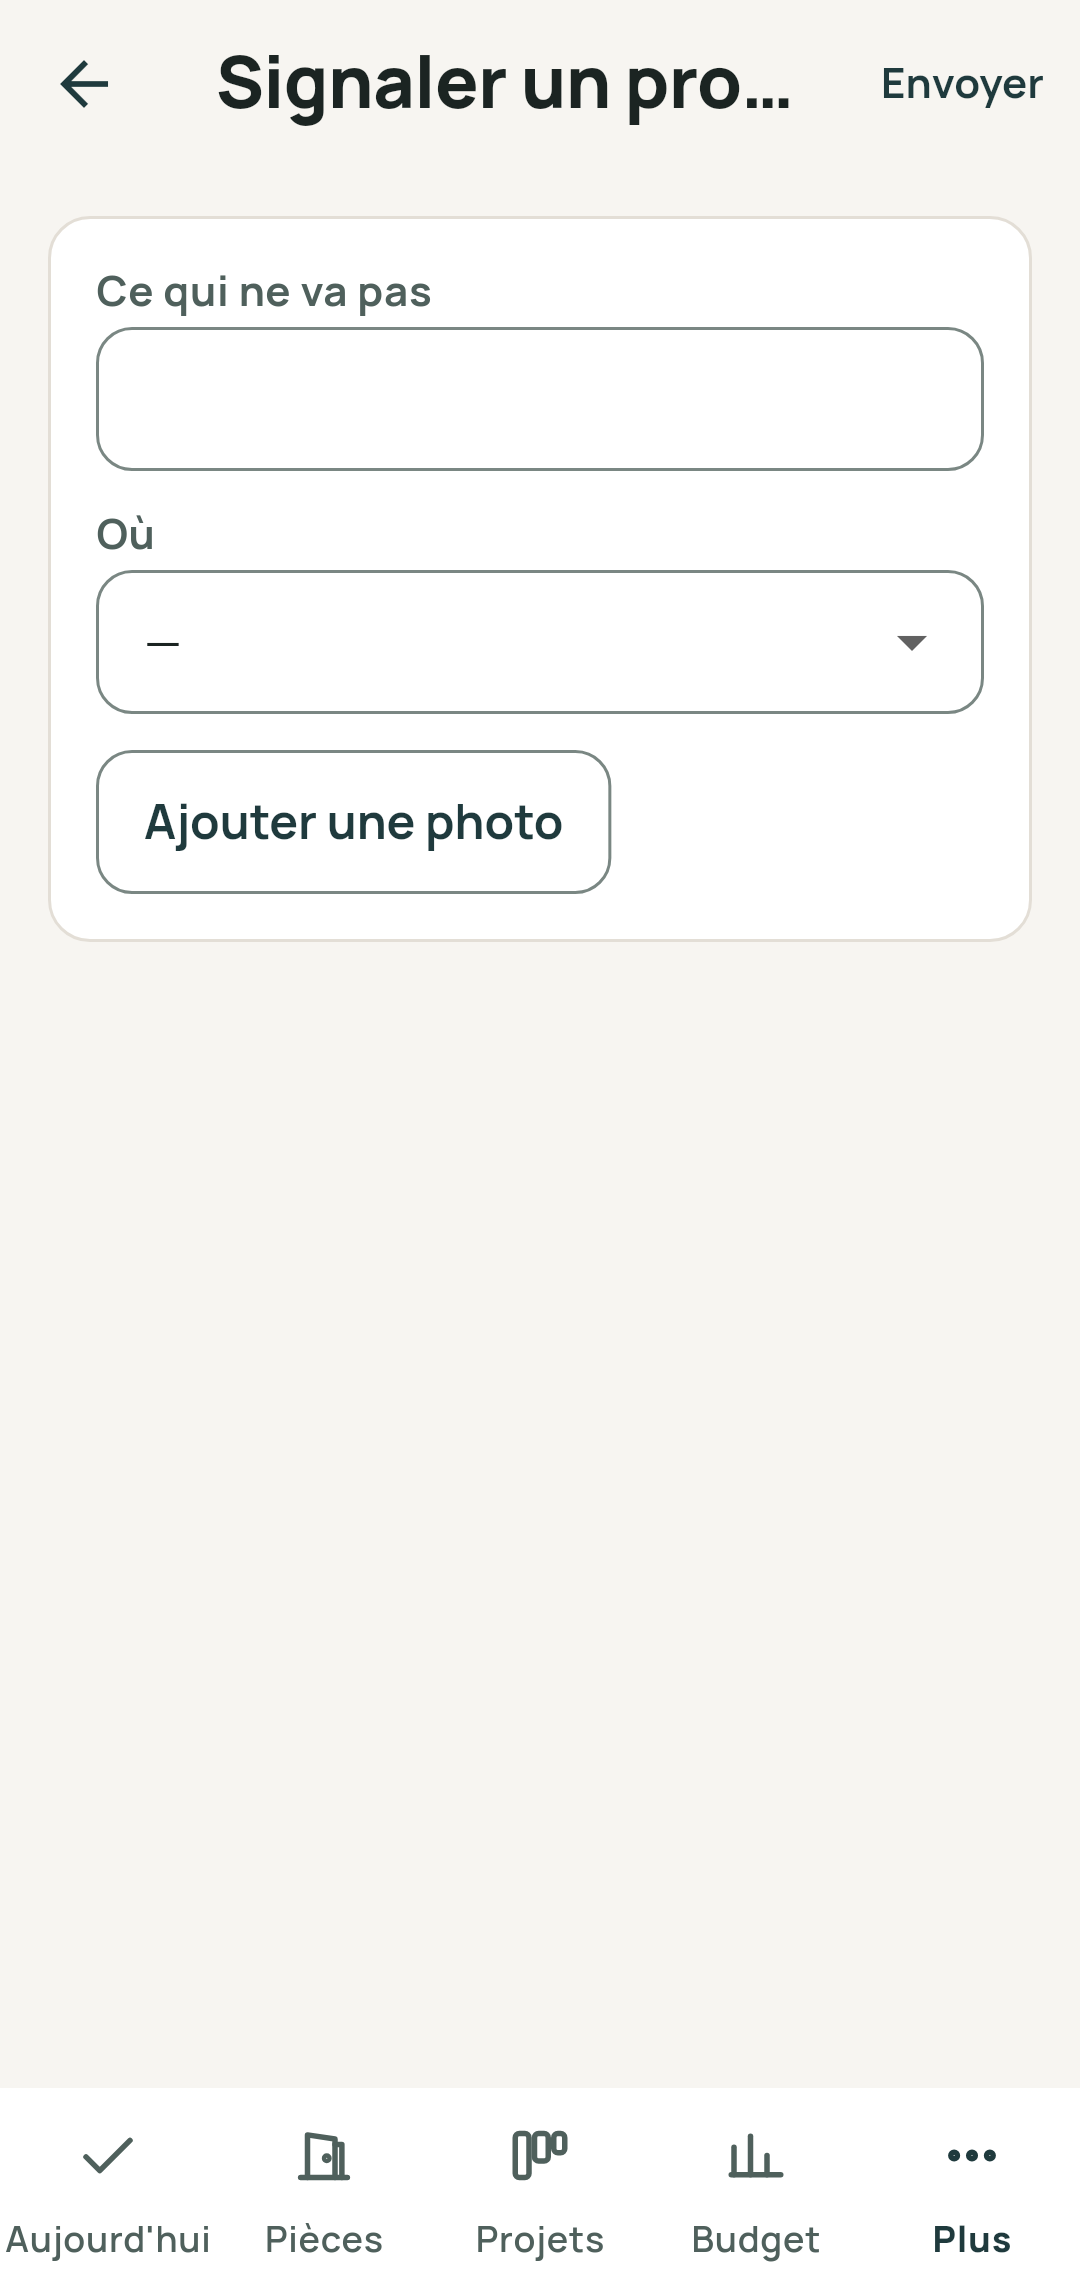 Signaler un pro...
Envoyer
Ce qui ne va pas
Où
—
Ajouter une photo
Aujourd'hui
Pièces
Projets
Budget
Plus